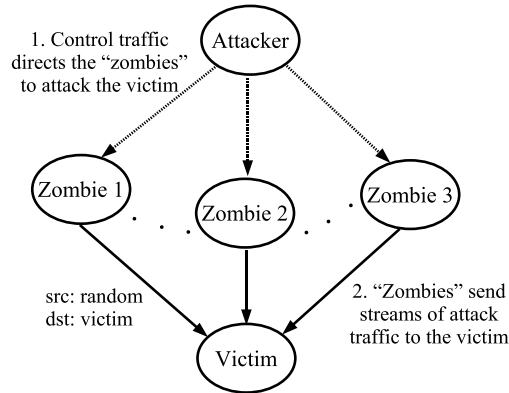 Attacker
1. Control traffic
directs the “zombies”
to attack the victim
Zombie 1
Zombie 2
Zombie 3
src: random
dst: victim
2. “Zombies” send
streams of attack
traffic to the victim
Victim